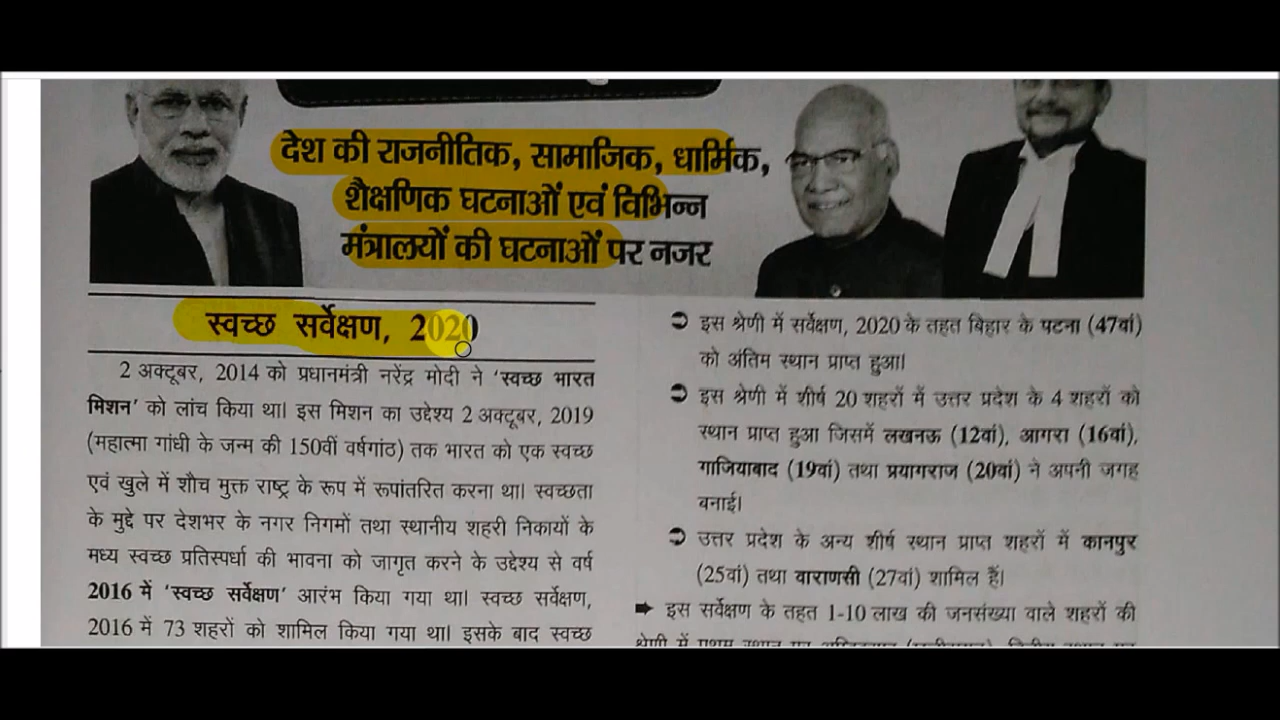 देश की राजनीतिक, सामाजिक, धार्मिक,
शैक्षणिक घटनाओं एवं विभिन्न
मंत्रालयों की घटनाओं पर नजर
स्वच्छ सर्वेक्षण, 2020
2 अक्टूबर, 2014 को प्रधानमंत्री नरेंद्र मोदी ने ‘स्वच्छ भारत
मिशन’ को लांच किया था। इस मिशन का उद्देश्य 2 अक्टूबर, 2019
(महात्मा गांधी के जन्म की 150वीं वर्षगांठ) तक भारत को एक स्वच्छ
एवं खुले में शौच मुक्त राष्ट्र के रूप में रूपांतरित करना था। स्वच्छता
के मुद्दे पर देशभर के नगर निगमों तथा स्थानीय शहरी निकायों के
मध्य स्वच्छ प्रतिस्पर्धा की भावना को जागृत करने के उद्देश्य से वर्ष
2016 में ‘स्वच्छ सर्वेक्षण’ आरंभ किया गया था। स्वच्छ सर्वेक्षण,
2016 में 73 शहरों को शामिल किया गया था। इसके बाद स्वच्छ
➲ इस श्रेणी में सर्वेक्षण, 2020 के तहत बिहार के पटना (47वां)
को अंतिम स्थान प्राप्त हुआ।
➲ इस श्रेणी में शीर्ष 20 शहरों में उत्तर प्रदेश के 4 शहरों को
स्थान प्राप्त हुआ जिसमें लखनऊ (12वां), आगरा (16वां),
गाजियाबाद (19वां) तथा प्रयागराज (20वां) ने अपनी जगह
बनाई।
➲ उत्तर प्रदेश के अन्य शीर्ष स्थान प्राप्त शहरों में कानपुर
(25वां) तथा वाराणसी (27वां) शामिल हैं।
➡ इस सर्वेक्षण के तहत 1-10 लाख की जनसंख्या वाले शहरों की
श्रेणी में प्रथम स्थान पर